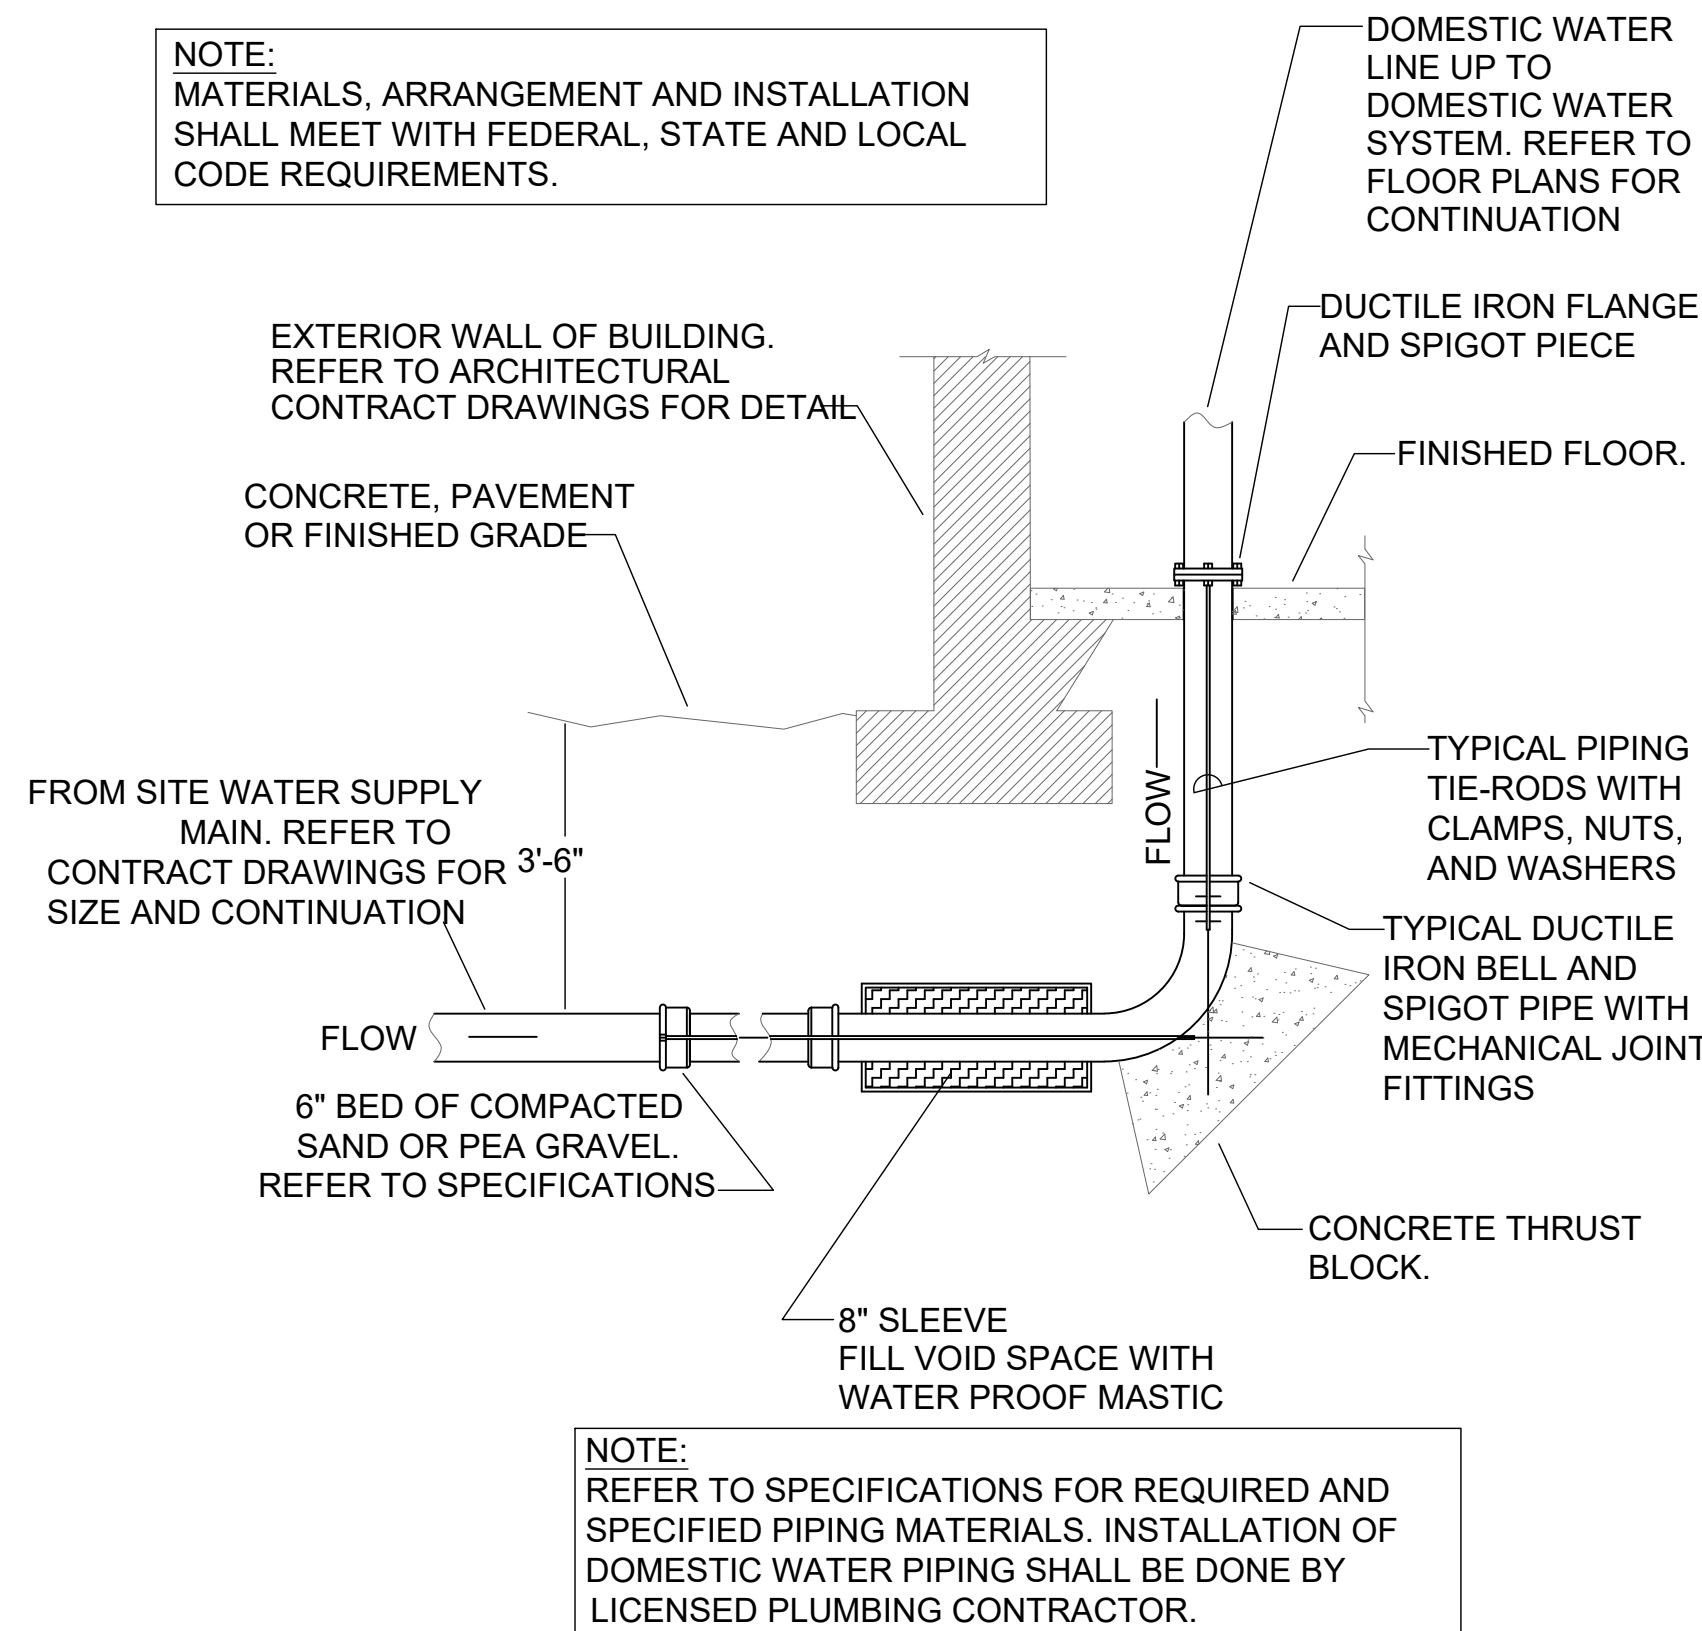 NOTE:
MATERIALS, ARRANGEMENT AND INSTALLATION
SHALL MEET WITH FEDERAL, STATE AND LOCAL
CODE REQUIREMENTS.
DOMESTIC WATER
LINE UP TO
DOMESTIC WATER
SYSTEM. REFER TO
FLOOR PLANS FOR
CONTINUATION
DUCTILE IRON FLANGE
AND SPIGOT PIECE
EXTERIOR WALL OF BUILDING.
REFER TO ARCHITECTURAL
CONTRACT DRAWINGS FOR DETAIL
FINISHED FLOOR.
CONCRETE, PAVEMENT
OR FINISHED GRADE
TYPICAL PIPING
TIE-RODS WITH
CLAMPS, NUTS,
AND WASHERS
FROM SITE WATER SUPPLY
MAIN. REFER TO
CONTRACT DRAWINGS FOR
SIZE AND CONTINUATION
3'-6"
FLOW
TYPICAL DUCTILE
IRON BELL AND
SPIGOT PIPE WITH
MECHANICAL JOINT
FITTINGS
FLOW
6" BED OF COMPACTED
SAND OR PEA GRAVEL.
REFER TO SPECIFICATIONS
CONCRETE THRUST
BLOCK.
8" SLEEVE
FILL VOID SPACE WITH
WATER PROOF MASTIC
NOTE:
REFER TO SPECIFICATIONS FOR REQUIRED AND
SPECIFIED PIPING MATERIALS. INSTALLATION OF
DOMESTIC WATER PIPING SHALL BE DONE BY
LICENSED PLUMBING CONTRACTOR.